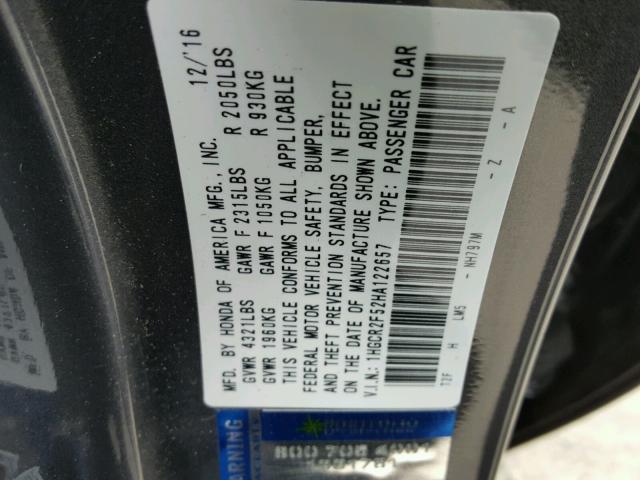 MFD. BY HONDA OF AMERICA MFG., INC. 12/'16
GVWR 4321LBS GAWR F 2315LBS R 2050LBS
GVWR 1960KG GAWR F 1050KG R 930KG
THIS VEHICLE CONFORMS TO ALL APPLICABLE
FEDERAL MOTOR VEHICLE SAFETY, BUMPER,
AND THEFT PREVENTION STANDARDS IN EFFECT
ON THE DATE OF MANUFACTURE SHOWN ABOVE.
V.I.N.: 1HGCR2F52HA122657 TYPE: PASSENGER CAR
T2F H LM5 - NH797M - Z - A
WARNING